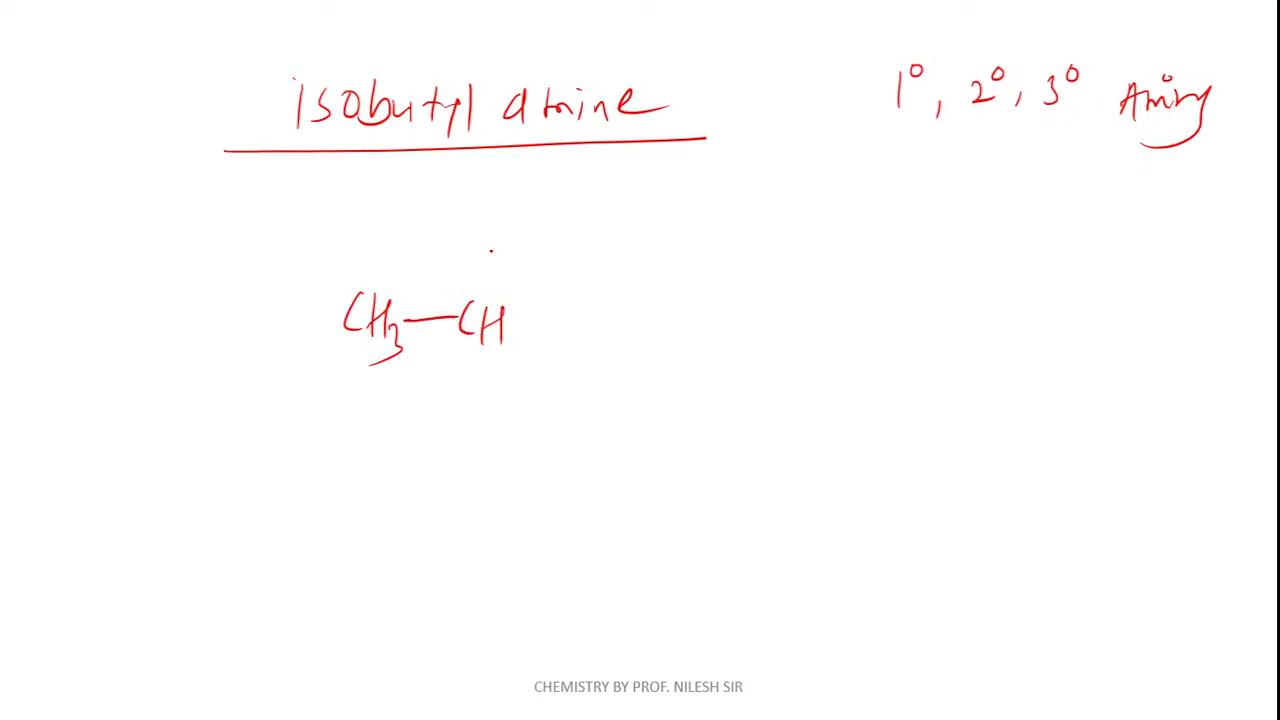 isobutyl amine
1°, 2°, 3° Amine
CH3—CH
CHEMISTRY BY PROF. NILESH SIR